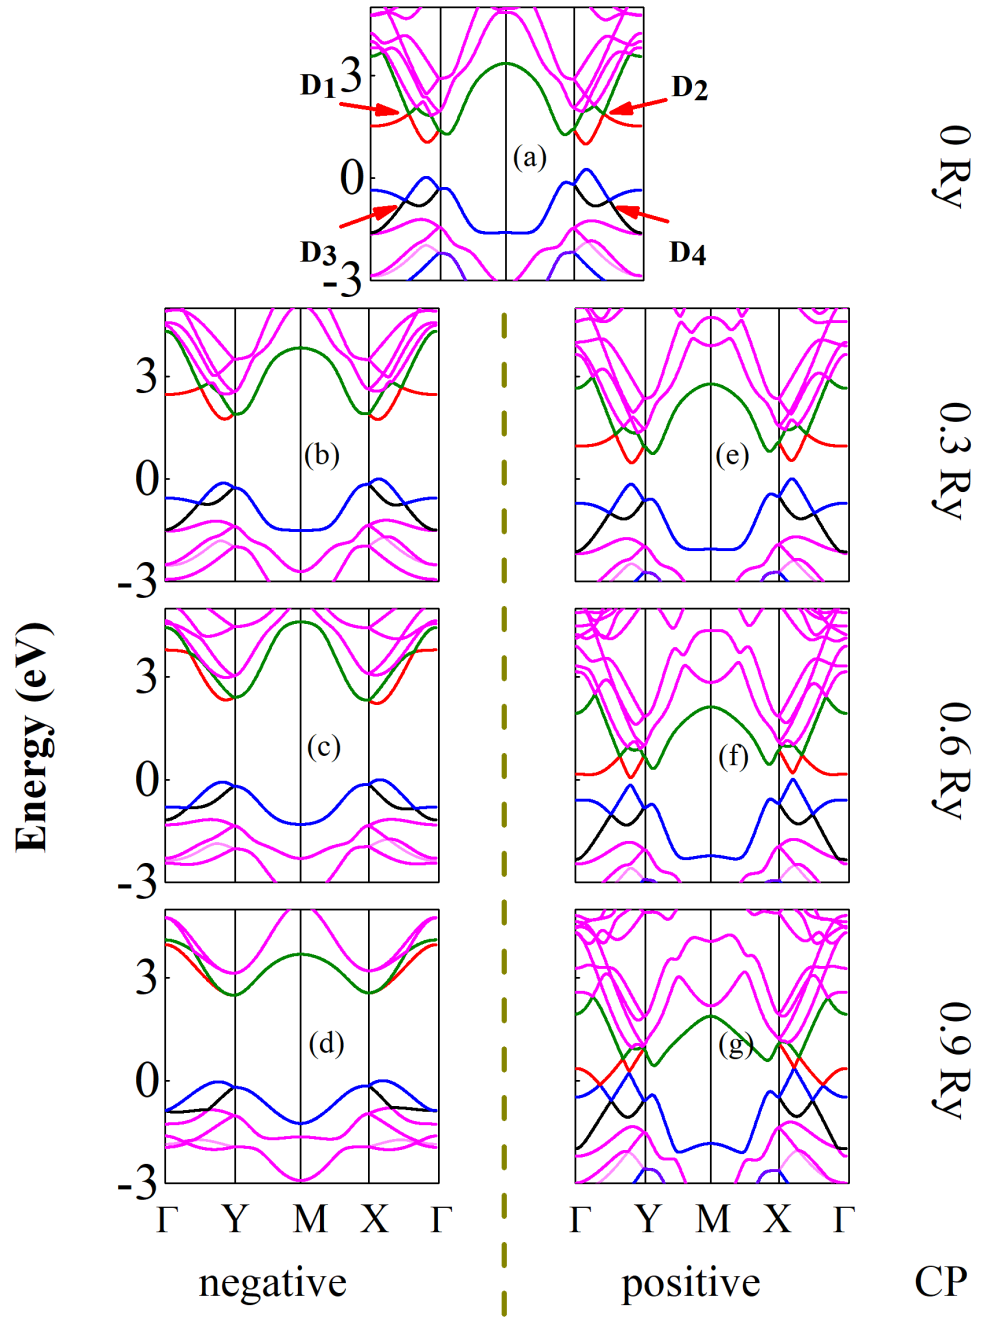 3
D1
D2
(a)
0
0 Ry
D3
D4
-3
3
(b)
(e)
0
0.3 Ry
-3
3
(c)
(f)
0
0.6 Ry
-3
Energy (eV)
3
(d)
(g)
0
0.9 Ry
-3
Γ Y M X Γ
Γ Y M X Γ
negative
positive
CP